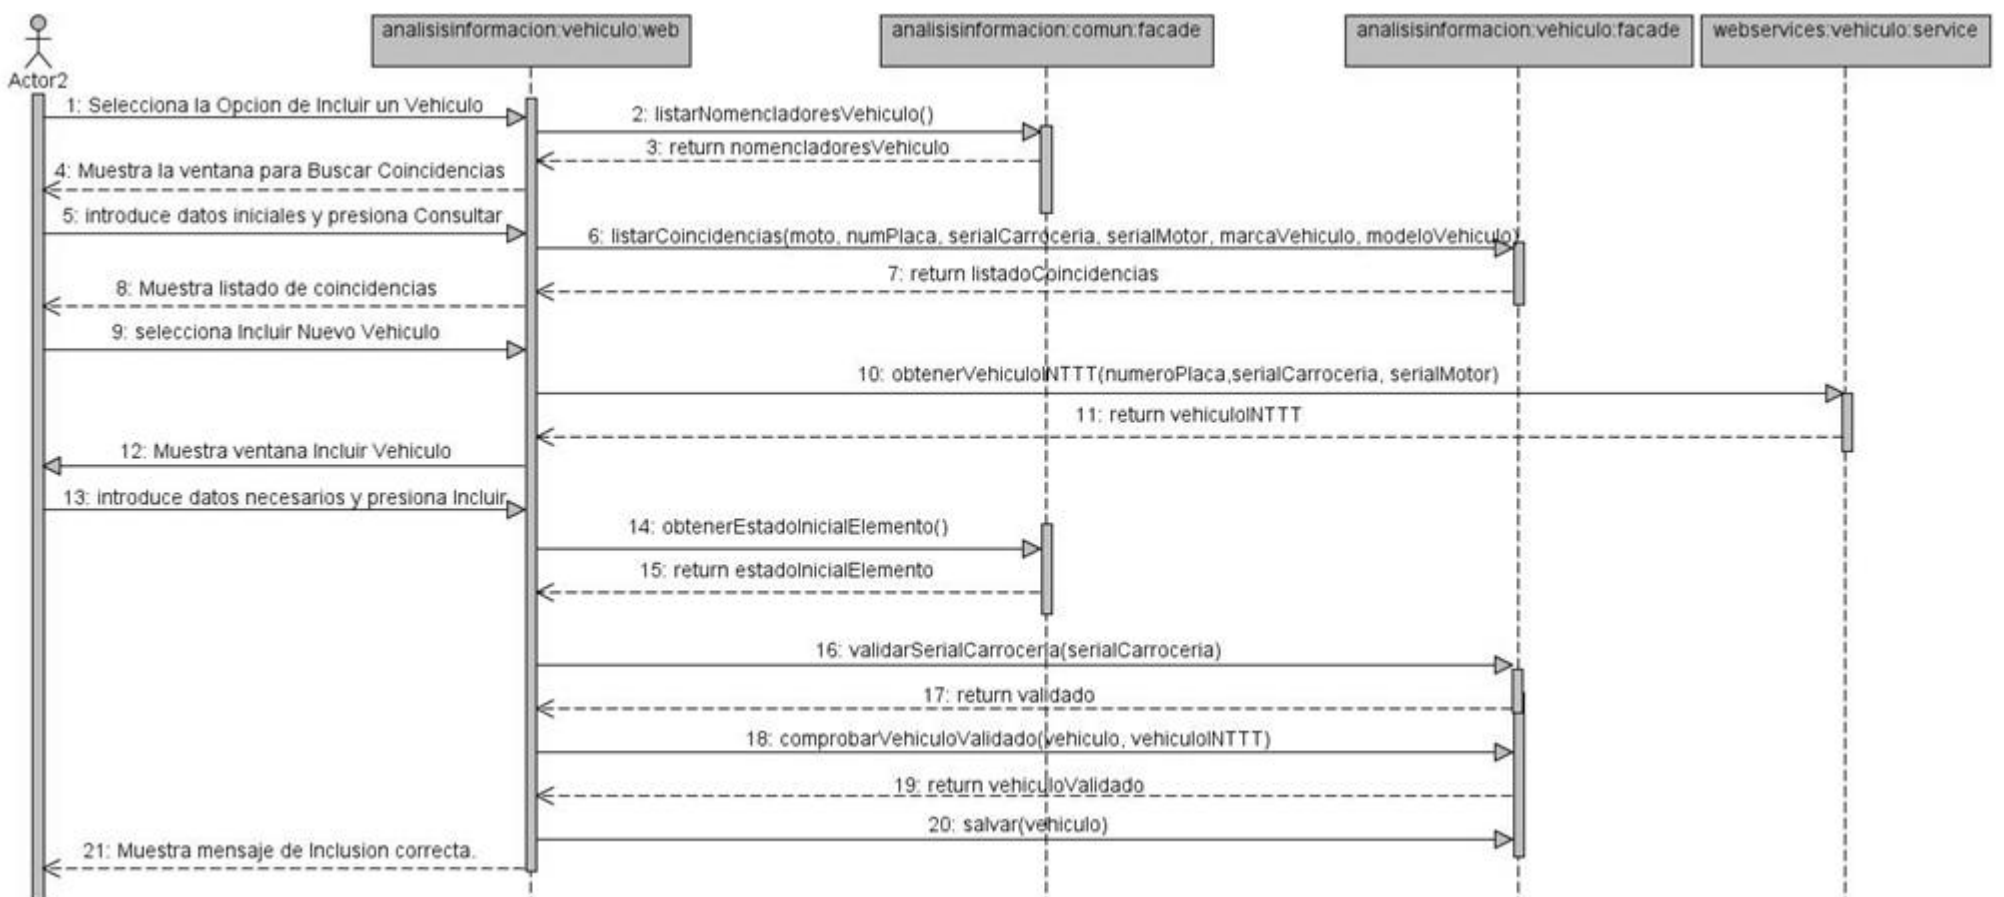 analisisinformacion:vehiculo:web
analisisinformacion:comun:facade
analisisinformacion:vehiculo:facade
webservices:vehiculo:service
Actor2
1: Selecciona la Opcion de Incluir un Vehiculo
2: listarNomencladoresVehiculo()
3: return nomencladoresVehiculo
4: Muestra la ventana para Buscar Coincidencias
5: introduce datos iniciales y presiona Consultar
6: listarCoincidencias(moto, numPlaca, serialCarroceria, serialMotor, marcaVehiculo, modeloVehiculo)
7: return listadoCoincidencias
8: Muestra listado de coincidencias
9: selecciona Incluir Nuevo Vehiculo
10: obtenerVehiculoINTTT(numeroPlaca,serialCarroceria, serialMotor)
11: return vehiculoINTTT
12: Muestra ventana Incluir Vehiculo
13: introduce datos necesarios y presiona Incluir
14: obtenerEstadoInicialElemento()
15: return estadoInicialElemento
16: validarSerialCarroceria(serialCarroceria)
17: return validado
18: comprobarVehiculoValidado(vehiculo, vehiculoINTTT)
19: return vehiculoValidado
20: salvar(vehiculo)
21: Muestra mensaje de Inclusion correcta.